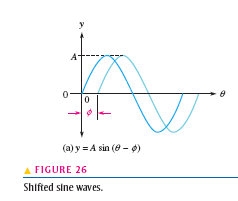 y
A
0
0
θ
ϕ
(a) y = A sin (θ – ϕ)
▲ FIGURE 26
Shifted sine waves.